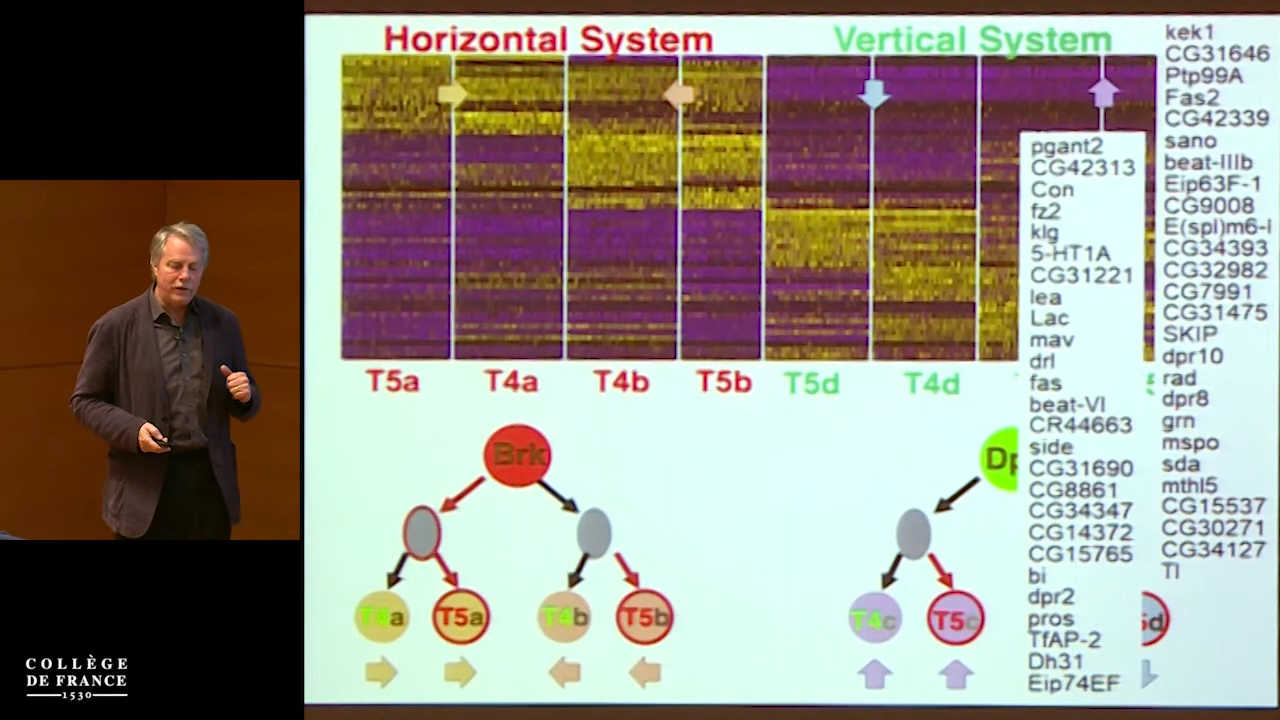 Horizontal System
Vertical System
T5a
T4a
T4b
T5b
T5d
T4d
5
Brk
T4a
T5a
T4b
T5b
T4c
T5c
5d
pgant2
CG42313
Con
fz2
klg
5-HT1A
CG31221
lea
Lac
mav
drl
fas
beat-VI
CR44663
side
CG31690
CG8861
CG34347
CG14372
CG15765
bi
dpr2
pros
TfAP-2
Dh31
Eip74EF
kek1
CG31646
Ptp99A
Fas2
CG42339
sano
beat-IIIb
Eip63F-1
CG9008
E(spl)m6-
CG34393
CG32982
CG7991
CG31475
SKIP
dpr10
rad
dpr8
grn
mspo
sda
mthl5
CG15537
CG30271
CG34127
Tl
COLLÈGE
DE FRANCE
1530